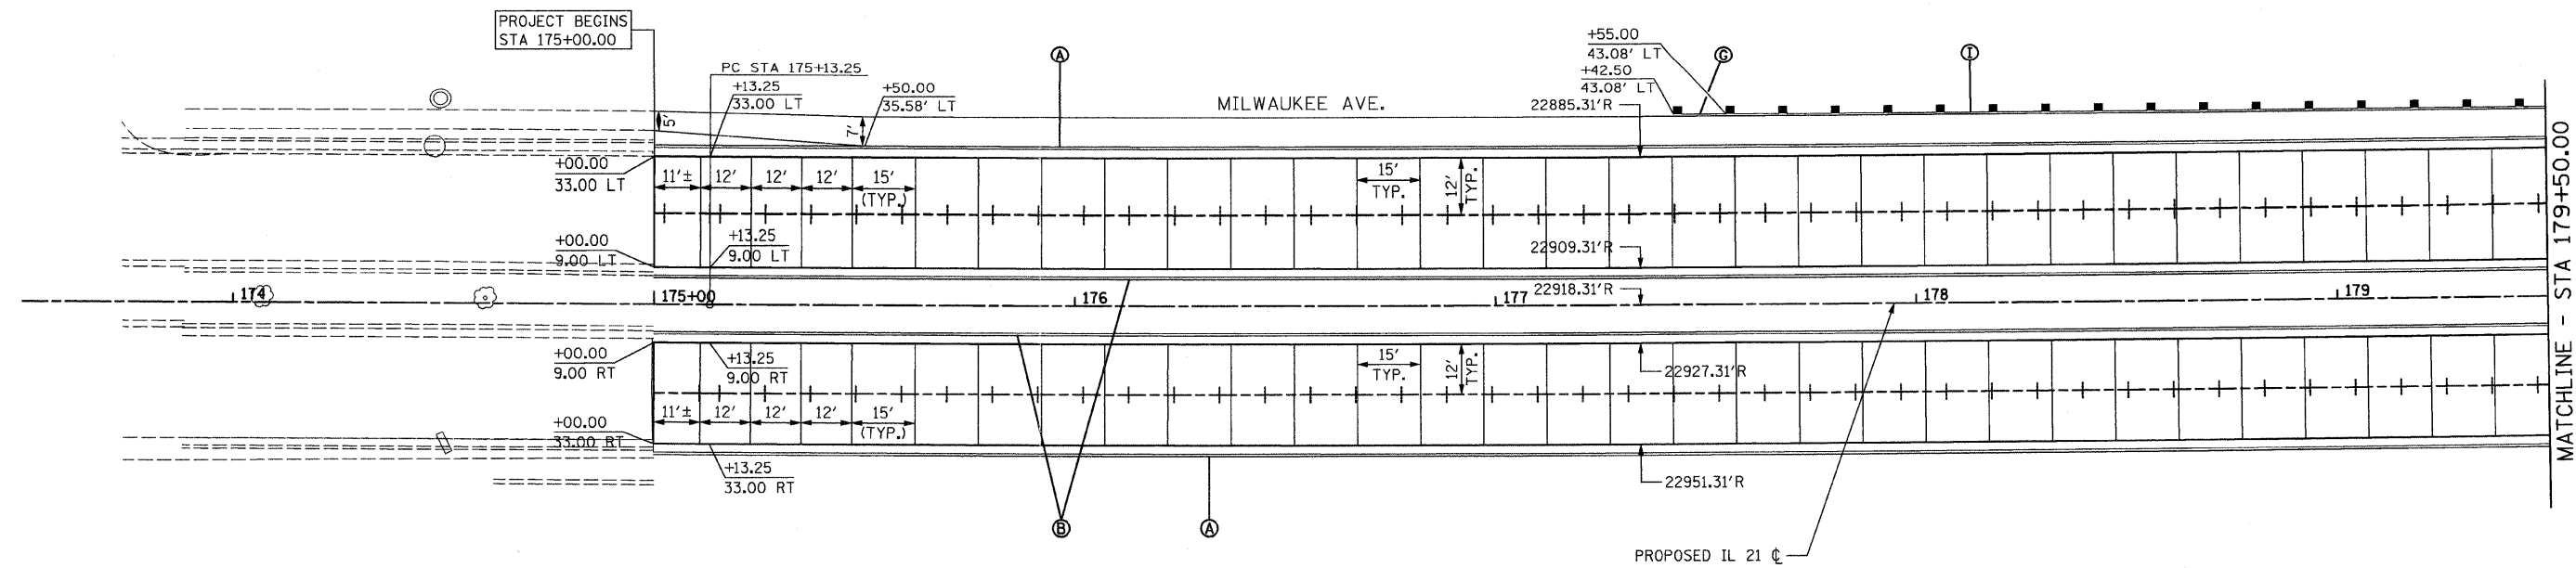 PROJECT BEGINS
STA 175+00.00
PC STA 175+13.25
+13.25
33.00 LT
+50.00
35.58' LT
A
MILWAUKEE AVE.
+55.00
43.08' LT
+42.50
43.08' LT
G
I
22885.31'R
5'
7'
+00.00
33.00 LT
11'±
12'
12'
12'
15'
(TYP.)
15'
TYP.
12'
TYP.
+00.00
9.00 LT
+13.25
9.00 LT
22909.31'R
174
175+00
176
22918.31'R
177
178
179
MATCHLINE - STA 179+50.00
+00.00
9.00 RT
+13.25
9.00 RT
15'
TYP.
12'
TYP.
22927.31'R
11'±
12'
12'
12'
15'
(TYP.)
+00.00
33.00 RT
+13.25
33.00 RT
22951.31'R
B
A
PROPOSED IL 21 ℄